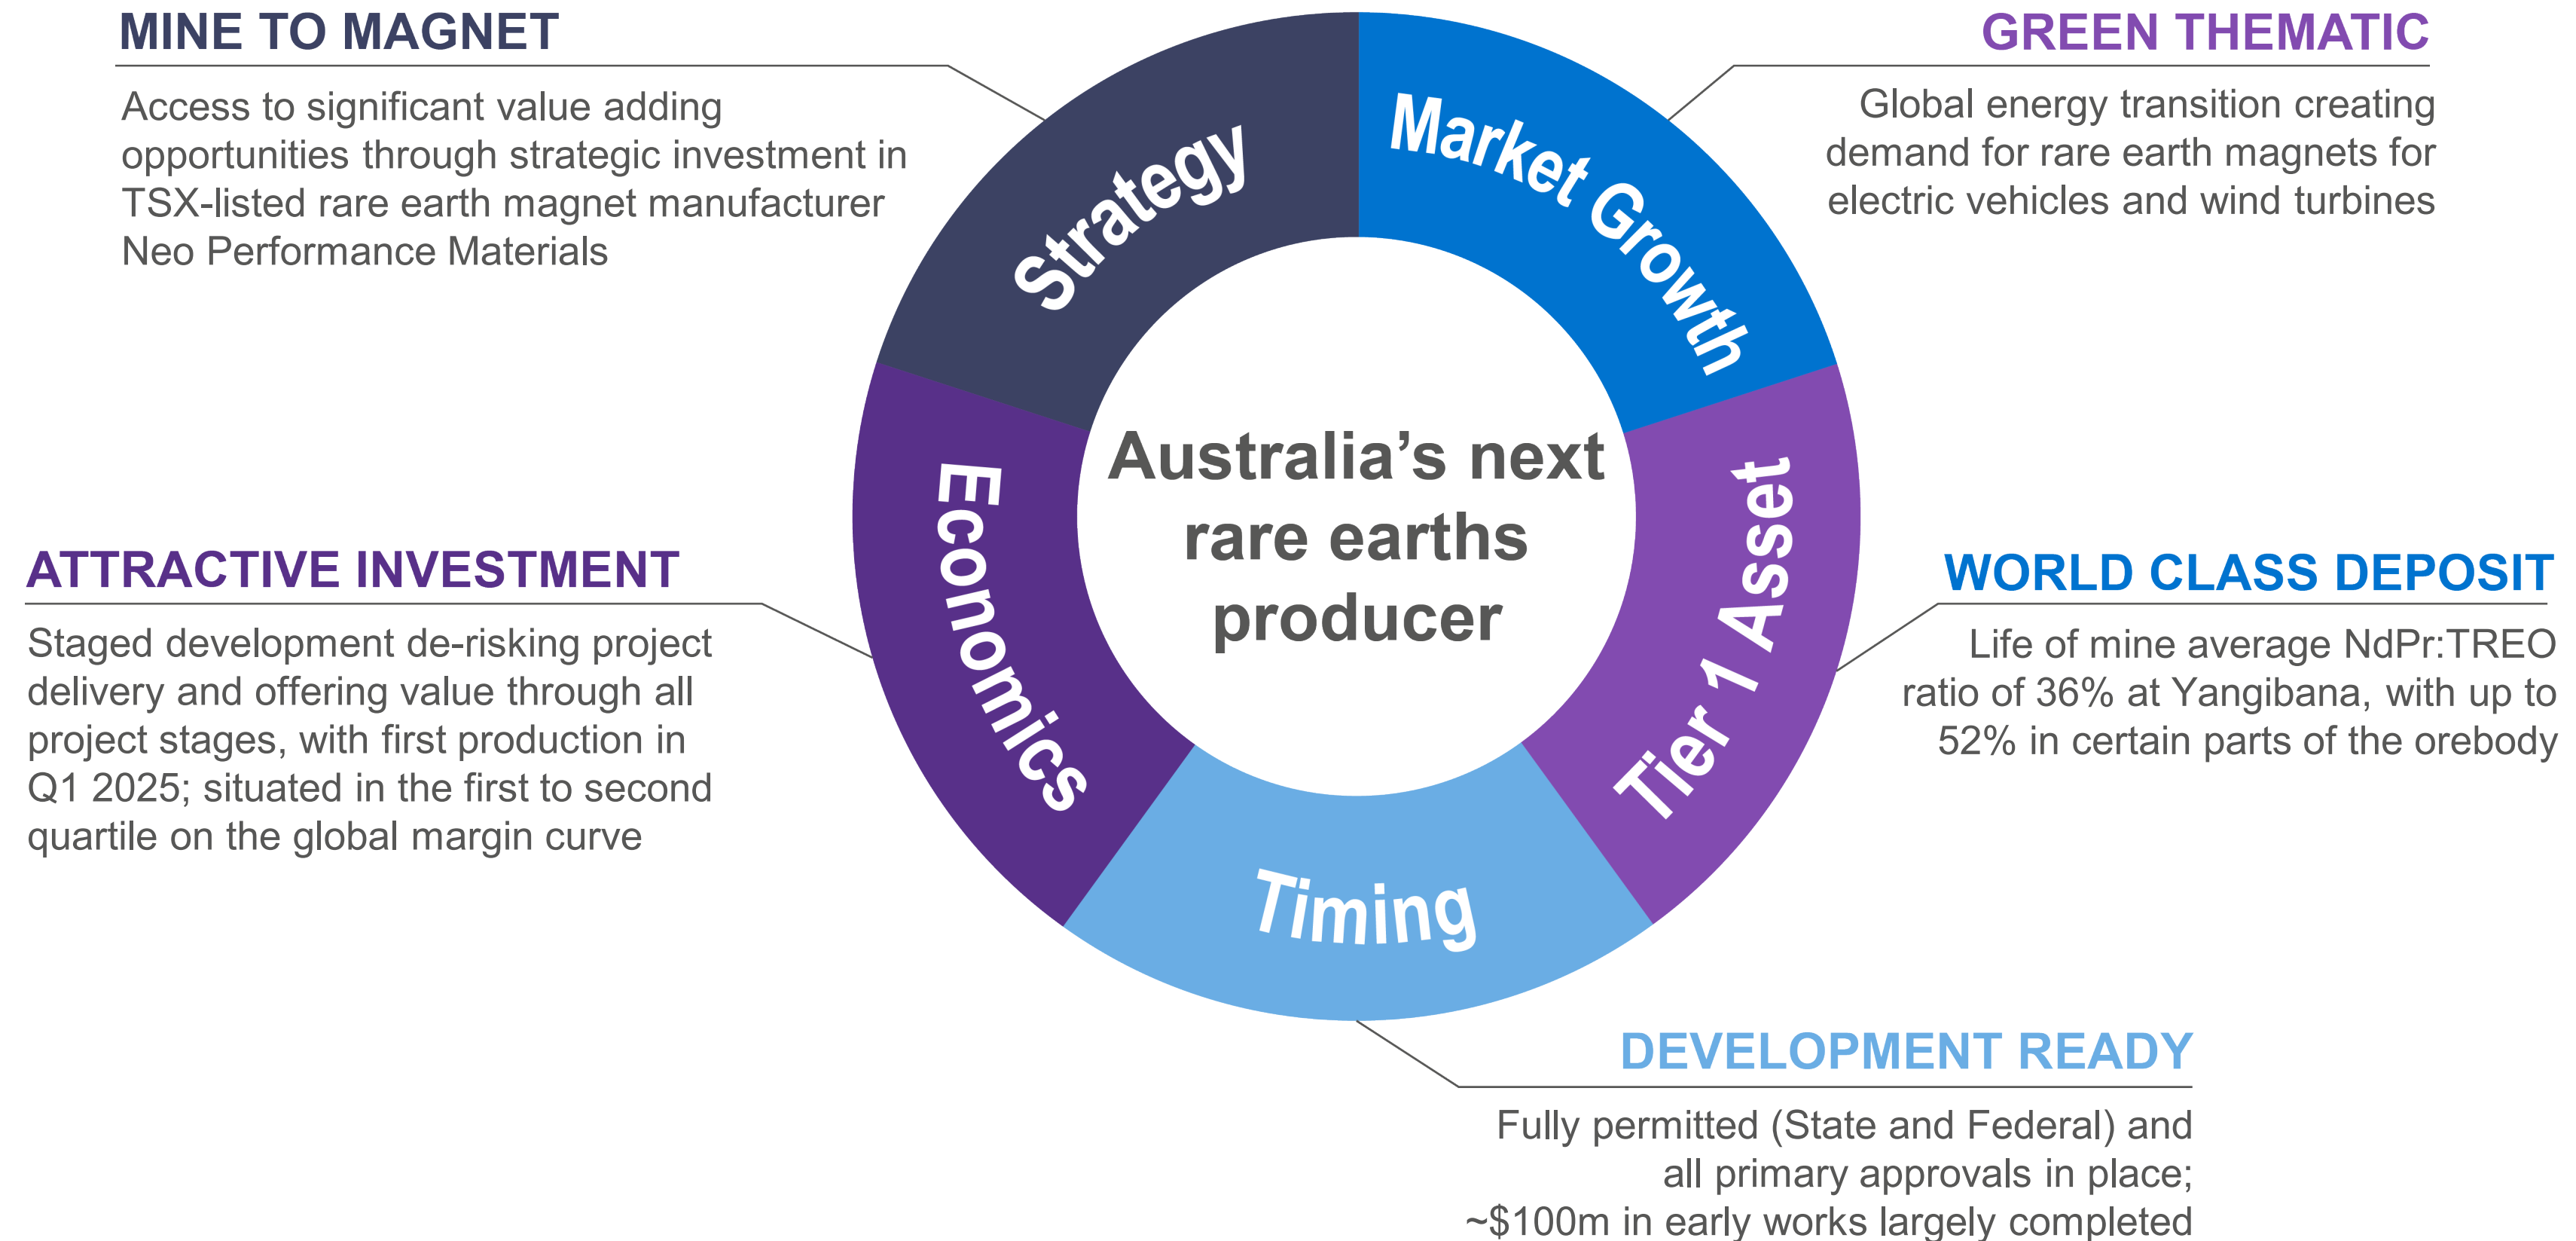 MINE TO MAGNET
Access to significant value adding
opportunities through strategic investment in
TSX-listed rare earth magnet manufacturer
Neo Performance Materials
GREEN THEMATIC
Global energy transition creating
demand for rare earth magnets for
electric vehicles and wind turbines
Strategy
Market Growth
Economics
Tier 1 Asset
Timing
Australia’s next
rare earths
producer
ATTRACTIVE INVESTMENT
Staged development de-risking project
delivery and offering value through all
project stages, with first production in
Q1 2025; situated in the first to second
quartile on the global margin curve
WORLD CLASS DEPOSIT
Life of mine average NdPr:TREO
ratio of 36% at Yangibana, with up to
52% in certain parts of the orebody
DEVELOPMENT READY
Fully permitted (State and Federal) and
all primary approvals in place;
~$100m in early works largely completed